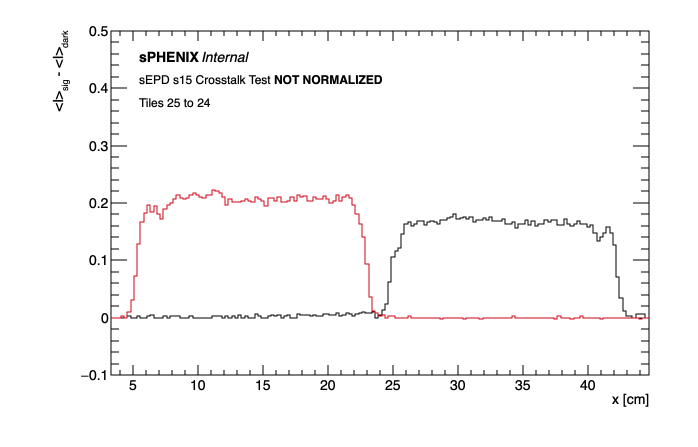 0.5
<I>sig - <I>dark
sPHENIX Internal
sEPD s15 Crosstalk Test NOT NORMALIZED
Tiles 25 to 24
0.4
0.3
0.2
0.1
0
−0.1
5 10 15 20 25 30 35 40
x [cm]